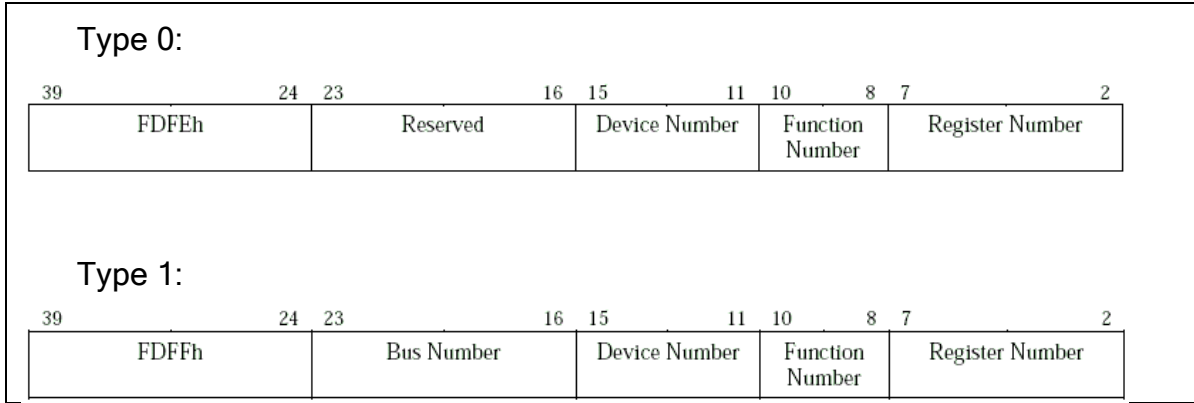 Type 0:
39 24 23 16 15 11 10 8 7 2
FDFEh Reserved Device Number Function Register Number
Number
Type 1:
39 24 23 16 15 11 10 8 7 2
FDFFh Bus Number Device Number Function Register Number
Number